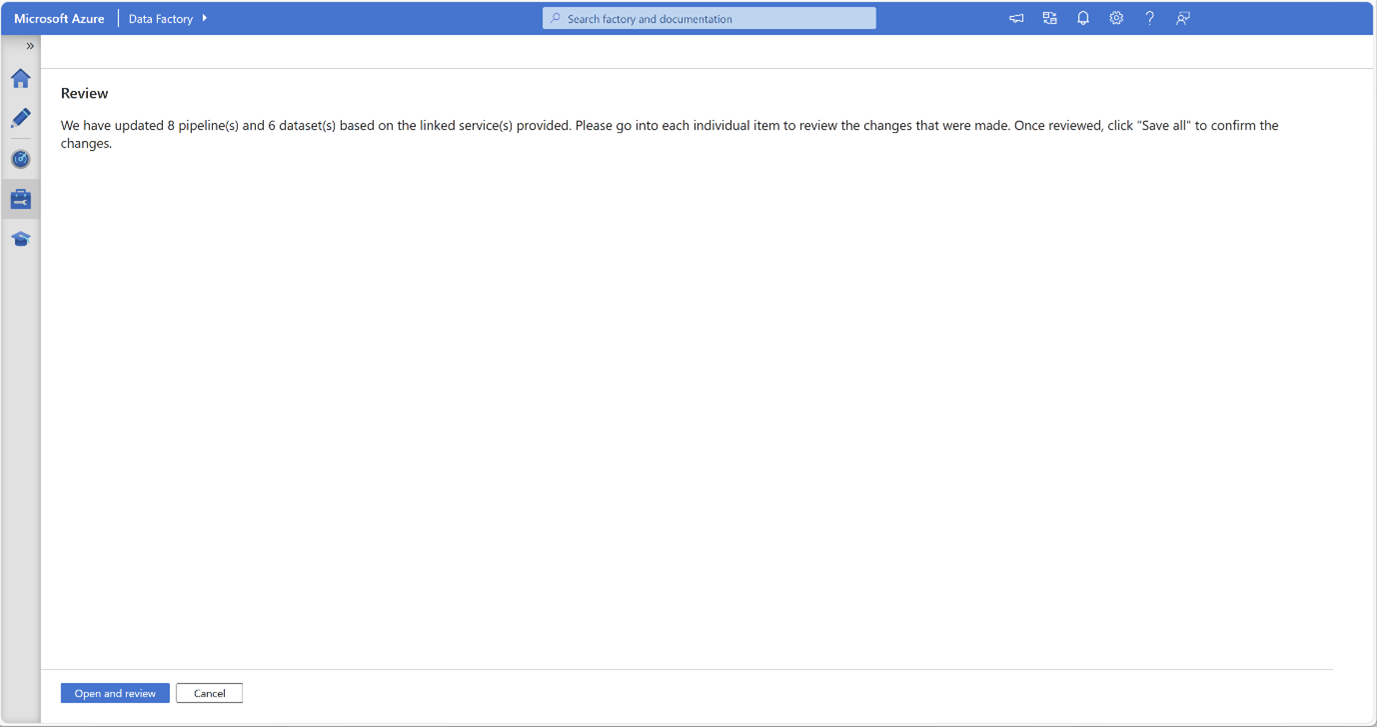 Microsoft Azure Data Factory
Search factory and documentation
Review
We have updated 8 pipeline(s) and 6 dataset(s) based on the linked service(s) provided. Please go into each individual item to review the changes that were made. Once reviewed, click "Save all" to confirm the
changes.
Open and review Cancel